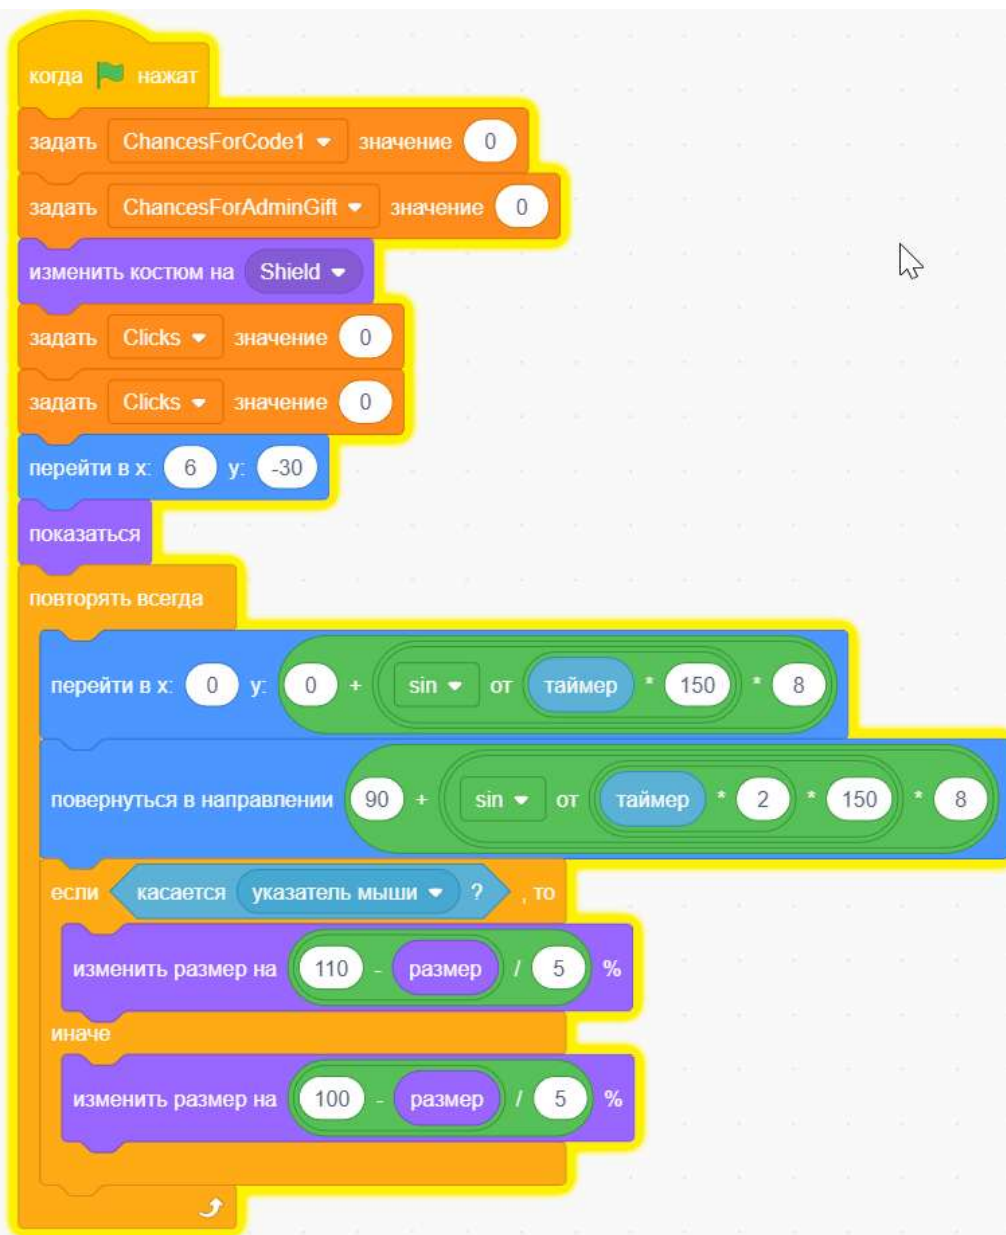 когда нажат
задать ChancesForCode1 значение 0
задать ChancesForAdminGift значение 0
изменить костюм на Shield
задать Clicks значение 0
задать Clicks значение 0
перейти в x: 6 y: -30
показаться
повторять всегда
перейти в x: 0 y: 0 + sin от таймер * 150 * 8
повернуться в направлении 90 + sin от таймер * 2 * 150 * 8
если касается указатель мыши ? , то
изменить размер на 110 - размер / 5 %
иначе
изменить размер на 100 - размер / 5 %